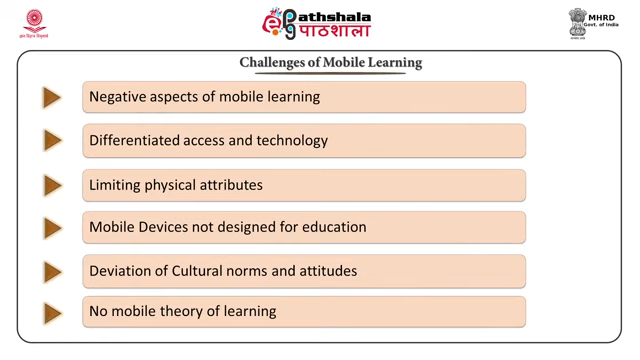 Pathshala
पाठशाला
MHRD
Govt. of India
Challenges of Mobile Learning
Negative aspects of mobile learning
Differentiated access and technology
Limiting physical attributes
Mobile Devices not designed for education
Deviation of Cultural norms and attitudes
No mobile theory of learning